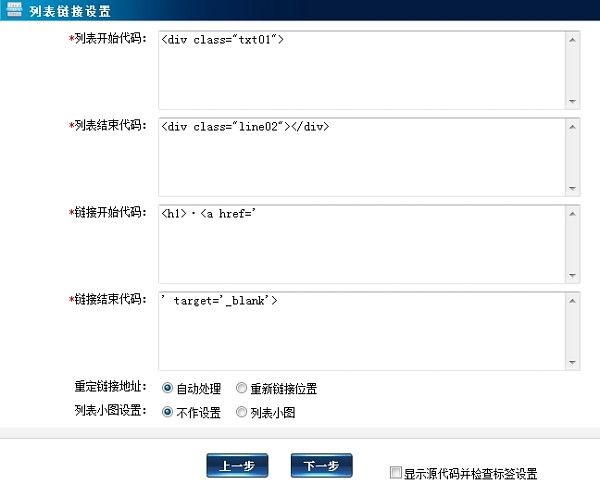 列表链接设置
*列表开始代码: <div class="txt01">
*列表结束代码: <div class="line02"></div>
*链接开始代码: <h1>·<a href='
*链接结束代码: ' target='_blank'>
重定链接地址: 自动处理 重新链接位置
列表小图设置: 不作设置 列表小图
上一步 下一步 显示源代码并检查标签设置